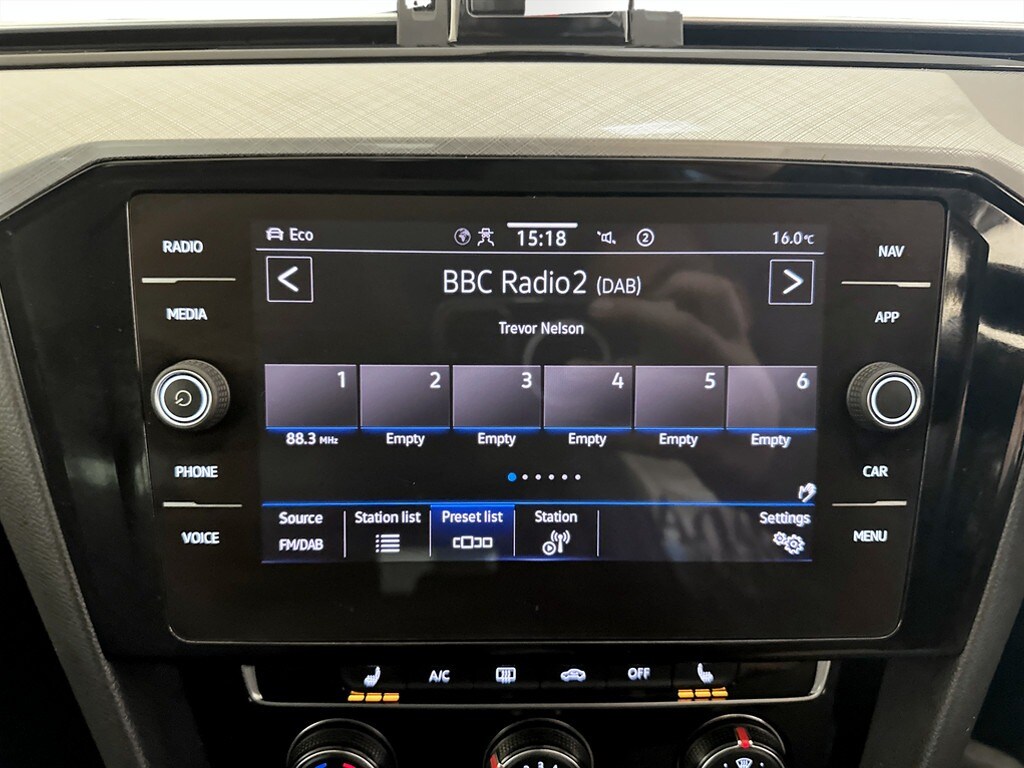 RADIO
MEDIA
PHONE
VOICE
NAV
APP
CAR
MENU
Eco
15:18
2
16.0°C
<
BBC Radio2 (DAB)
>
Trevor Nelson
1 2 3 4 5 6
88.3 MHz Empty Empty Empty Empty Empty
Source
FM/DAB
Station list
Preset list
Station
Settings
A/C
OFF